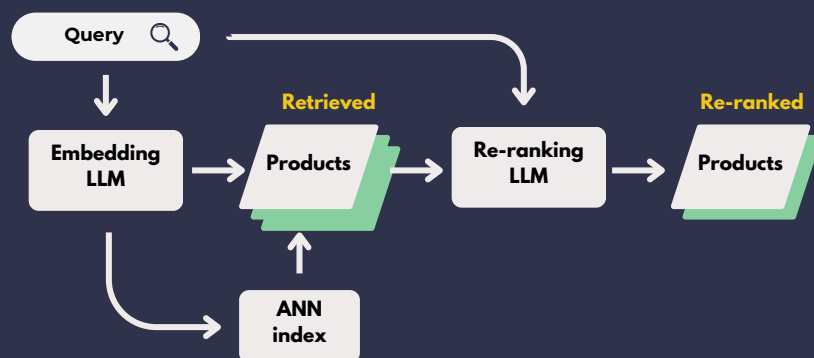 Query
Retrieved
Re-ranked
Embedding
LLM
Products
Re-ranking
LLM
Products
ANN
index